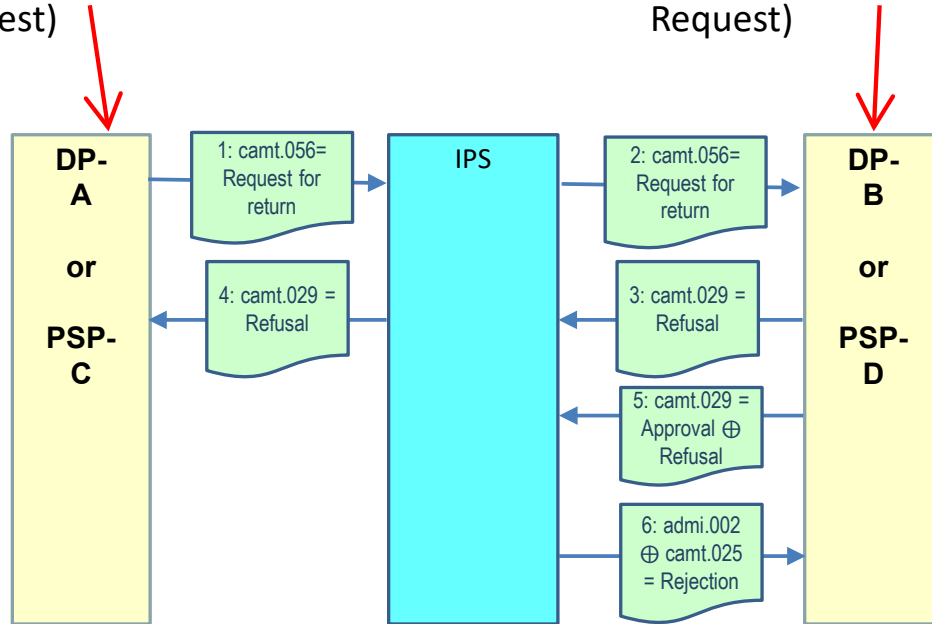 est)
Request)
DP-
A
or
PSP-
C
1: camt.056=
Request for
return
IPS
2: camt.056=
Request for
return
DP-
B
or
PSP-
D
4: camt.029 =
Refusal
3: camt.029 =
Refusal
5: camt.029 =
Approval ⊕
Refusal
6: admi.002
⊕ camt.025
= Rejection